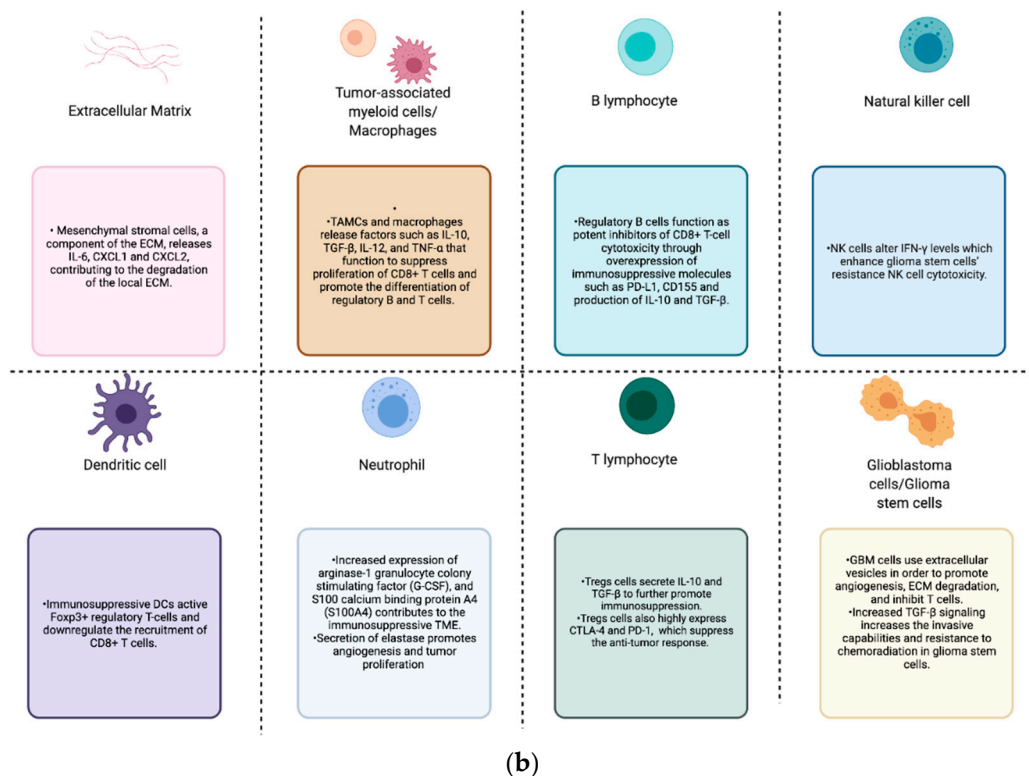 Extracellular Matrix
Tumor-associated
myeloid cells/
Macrophages
B lymphocyte
Natural killer cell
• Mesenchymal stromal cells, a
component of the ECM, releases
IL-6, CXCL1 and CXCL2,
contributing to the degradation
of the local ECM.
•
•TAMCs and macrophages
release factors such as IL-10,
TGF-β, IL-12, and TNF-α that
function to suppress
proliferation of CD8+ T cells and
promote the differentiation of
regulatory B and T cells.
•Regulatory B cells function as
potent inhibitors of CD8+ T-cell
cytotoxicity through
overexpression of
immunosuppressive molecules
such as PD-L1, CD155 and
production of IL-10 and TGF-β.
•NK cells alter IFN-γ levels which
enhance glioma stem cells'
resistance NK cell cytotoxicity.
Dendritic cell
Neutrophil
T lymphocyte
Glioblastoma
cells/Glioma
stem cells
•Immunosuppressive DCs active
Foxp3+ regulatory T-cells and
downregulate the recruitment of
CD8+ T cells.
•Increased expression of
arginase-1 granulocyte colony
stimulating factor (G-CSF), and
S100 calcium binding protein A4
(S100A4) contributes to the
immunosuppressive TME.
•Secretion of elastase promotes
angiogenesis and tumor
proliferation
•Tregs cells secrete IL-10 and
TGF-β to further promote
immunosuppression.
•Tregs cells also highly express
CTLA-4 and PD-1, which suppress
the anti-tumor response.
•GBM cells use extracellular
vesicles in order to promote
angiogenesis, ECM degradation,
and inhibit T cells.
•Increased TGF-β signaling
increases the invasive
capabilities and resistance to
chemoradiation in glioma stem
cells.
(b)